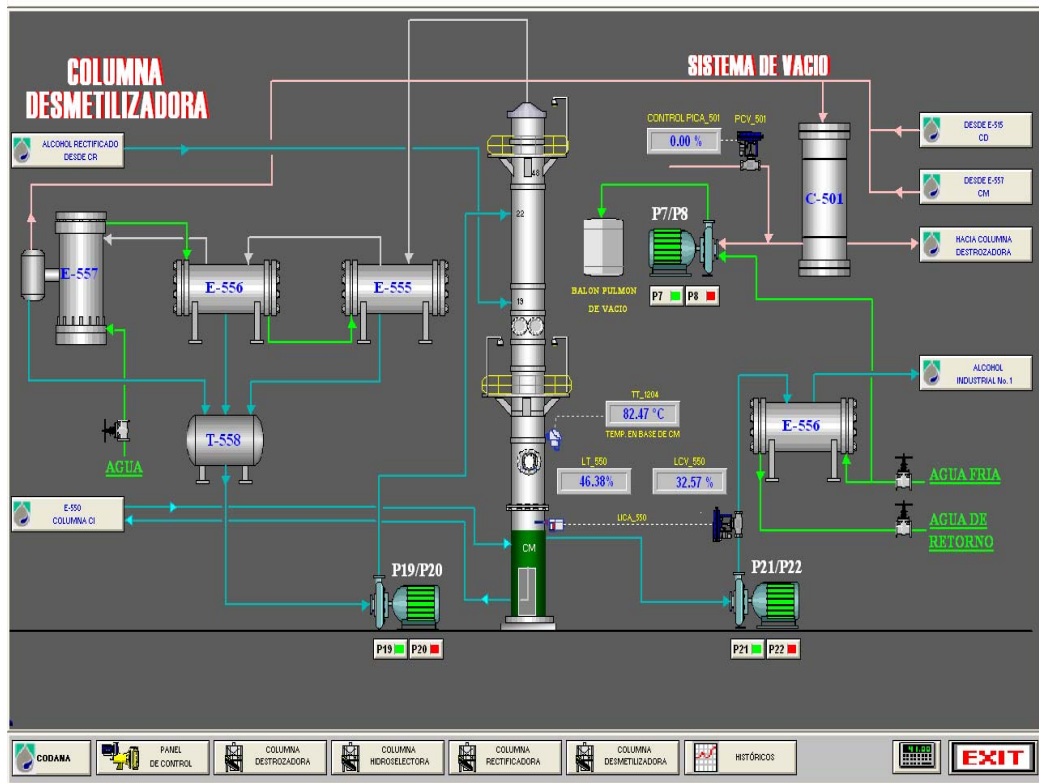 COLUMNA
DESMETILIZADORA
SISTEMA DE VACIO
ALCOHOL RECTIFICADO
DESDE CR
CONTROL PICA_501
PCV_501
0.00 %
DESDE E-515
CD
DESDE E-557
CM
HACIA COLUMNA
DESTROZADORA
C-501
48
22
19
P7/P8
P7
P8
BALON PULMON
DE VACIO
E-557
E-556
E-555
T-558
AGUA
TT_1204
82.47 °C
TEMP. EN BASE DE CM
LT_550
46.38%
LCV_550
32.57 %
LICA_550
ALCOHOL
INDUSTRIAL No. 1
E-556
AGUA FRIA
AGUA DE
RETORNO
E-550
COLUMNA CI
CM
P19/P20
P19
P20
P21/P22
P21
P22
CODANA
PANEL
DE CONTROL
COLUMNA
DESTROZADORA
COLUMNA
HIDROSELECTORA
COLUMNA
RECTIFICADORA
COLUMNA
DESMETILIZADORA
HISTÓRICOS
EXIT